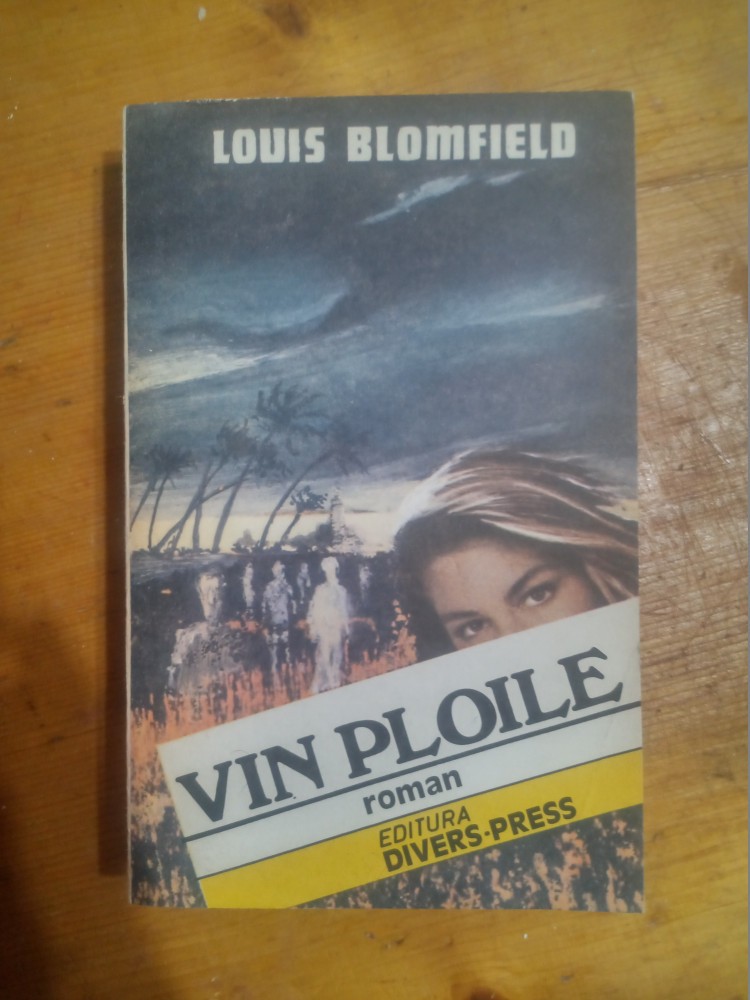 LOUIS BLOMFIELD
VIN PLOILE
roman
EDITURA
DIVERS-PRESS